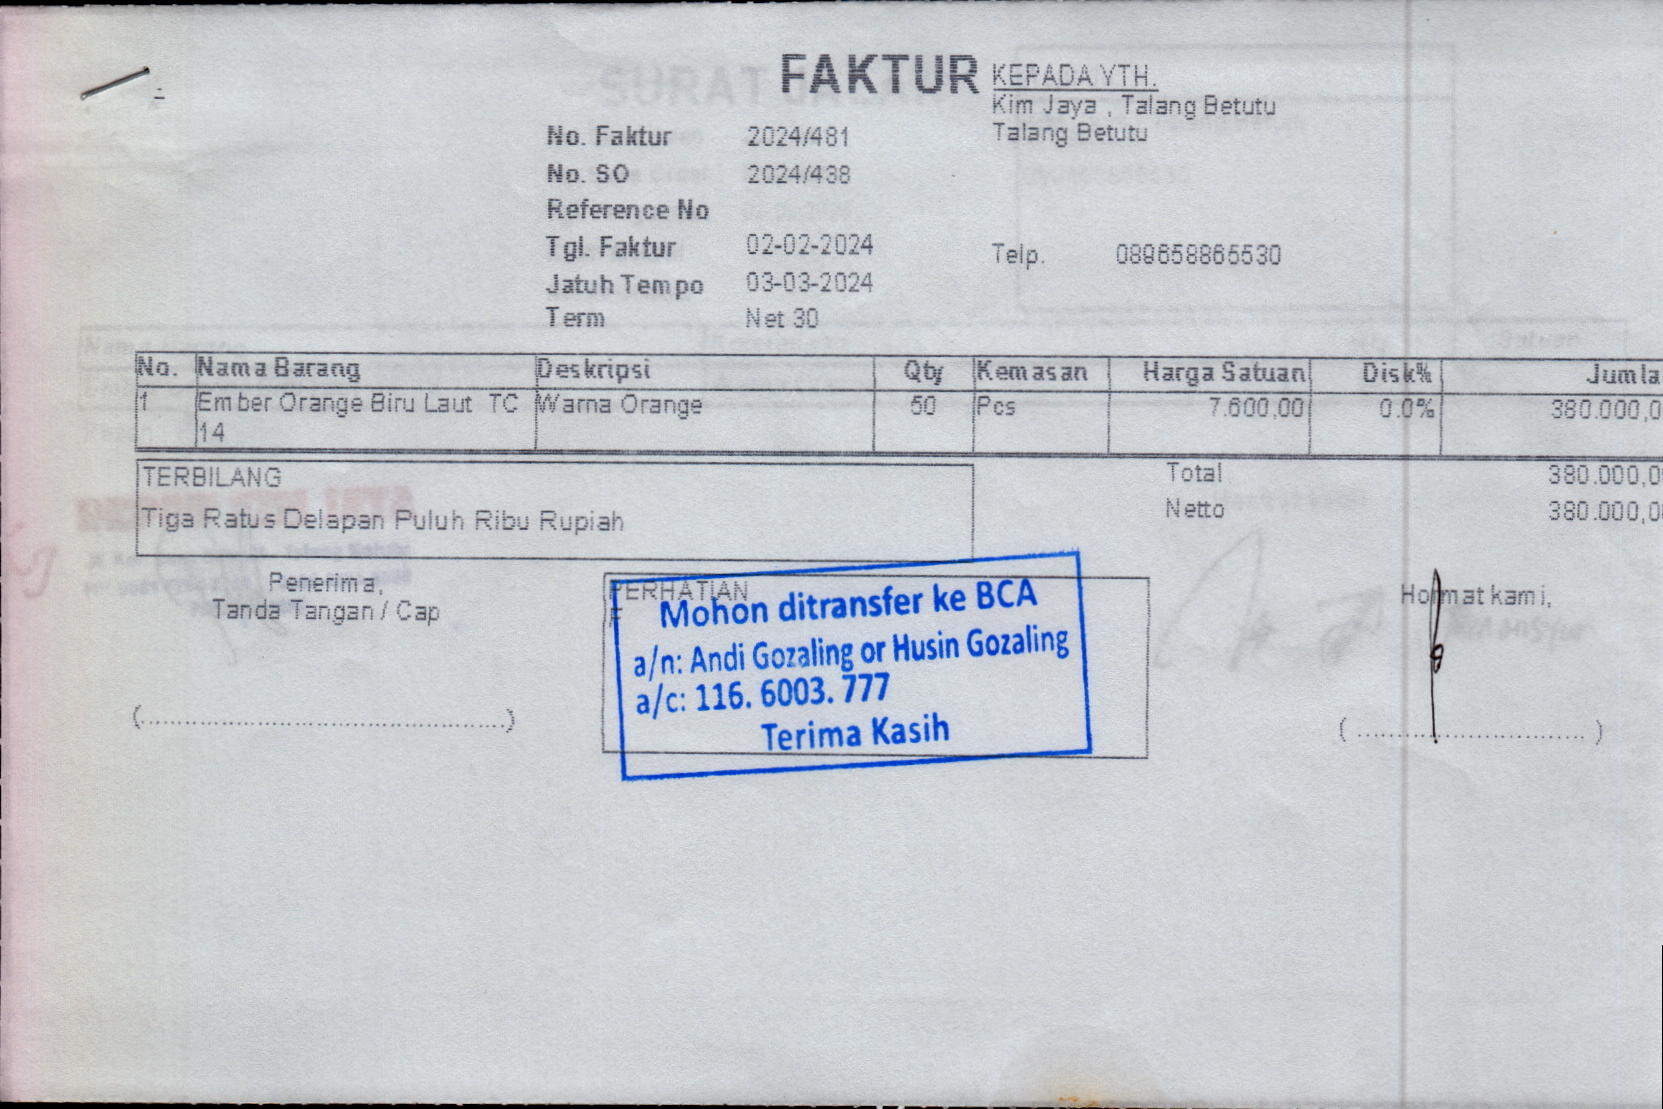 FAKTUR
KEPADA YTH.
Kim Jaya , Talang Betutu
Talang Betutu
No. Faktur 2024/481
No. SO 2024/438
Reference No
Tgl. Faktur 02-02-2024
Telp. 089658865530
Jatuh Tempo 03-03-2024
Term Net 30
No. Nama Barang Deskripsi Qty Kemasan Harga Satuan Disk% Jumla
1 Ember Orange Biru Laut TC Warna Orange 50 Pcs 7.600,00 0.0% 380.000,0
14
TERBILANG
Total 380.000,0
Tiga Ratus Delapan Puluh Ribu Rupiah
Netto 380.000,0
Penerima,
Tanda Tangan / Cap
PERHATIAN
Mohon ditransfer ke BCA
a/n: Andi Gozaling or Husin Gozaling
a/c: 116. 6003. 777
Terima Kasih
Hormat kami,
(..................................................)
( ................................ )